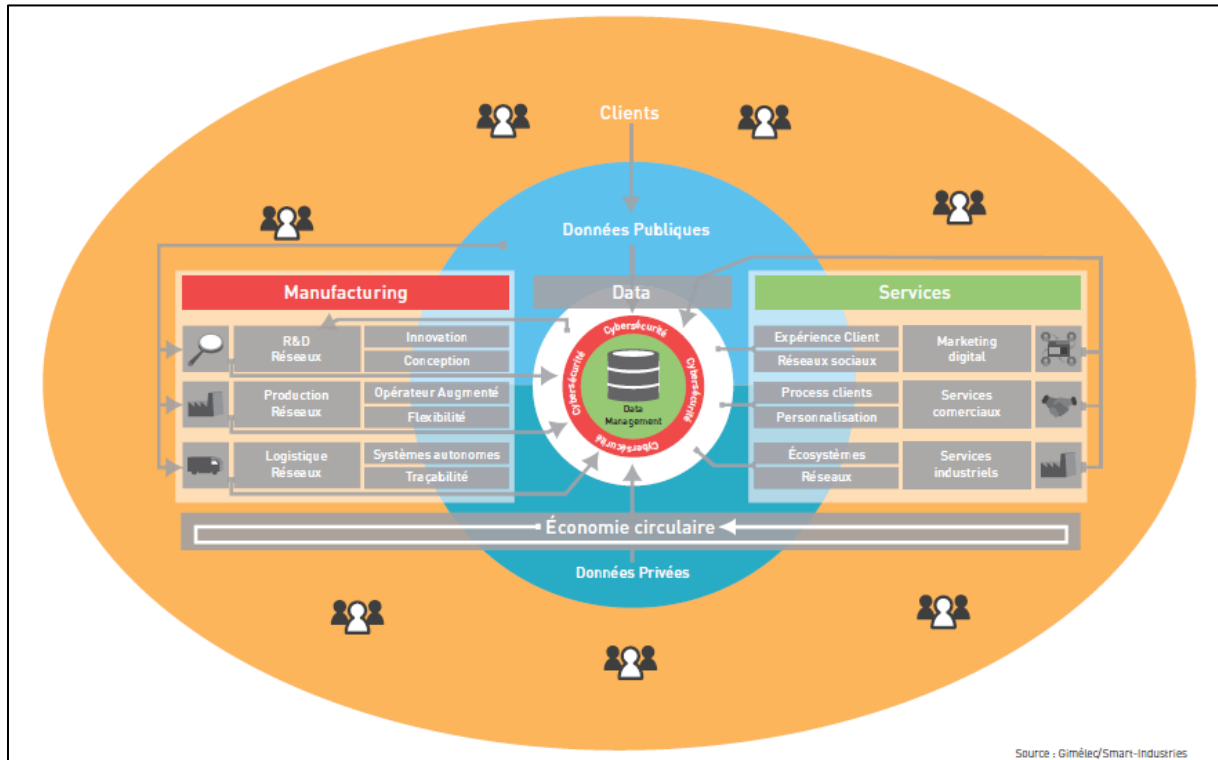 Clients
Données Publiques
Manufacturing
Data
Services
R&D
Réseaux
Innovation
Conception
Production
Réseaux
Opérateur Augmenté
Flexibilité
Logistique
Réseaux
Systèmes autonomes
Traçabilité
Cybersécurité
Cybersécurité
Cybersécurité
Cybersécurité
Data
Management
Expérience Client
Réseaux sociaux
Marketing
digital
Process clients
Personnalisation
Services
comerciaux
Écosystèmes
Réseaux
Services
industriels
Économie circulaire
Données Privées
Source : Gimélec/Smart-Industries